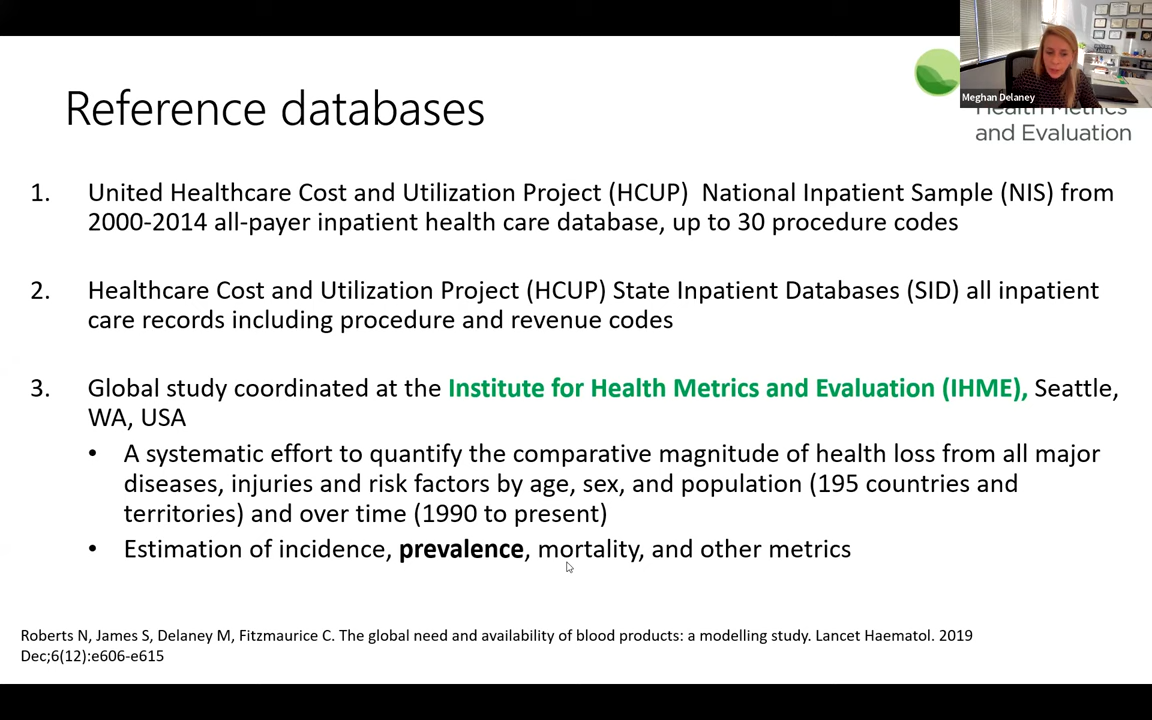 Meghan Delaney
Health Metrics
and Evaluation
Reference databases
1. United Healthcare Cost and Utilization Project (HCUP)  National Inpatient Sample (NIS) from
2000-2014 all-payer inpatient health care database, up to 30 procedure codes
2. Healthcare Cost and Utilization Project (HCUP) State Inpatient Databases (SID) all inpatient
care records including procedure and revenue codes
3. Global study coordinated at the Institute for Health Metrics and Evaluation (IHME), Seattle,
WA, USA
• A systematic effort to quantify the comparative magnitude of health loss from all major
diseases, injuries and risk factors by age, sex, and population (195 countries and
territories) and over time (1990 to present)
• Estimation of incidence, prevalence, mortality, and other metrics
Roberts N, James S, Delaney M, Fitzmaurice C. The global need and availability of blood products: a modelling study. Lancet Haematol. 2019
Dec;6(12):e606-e615